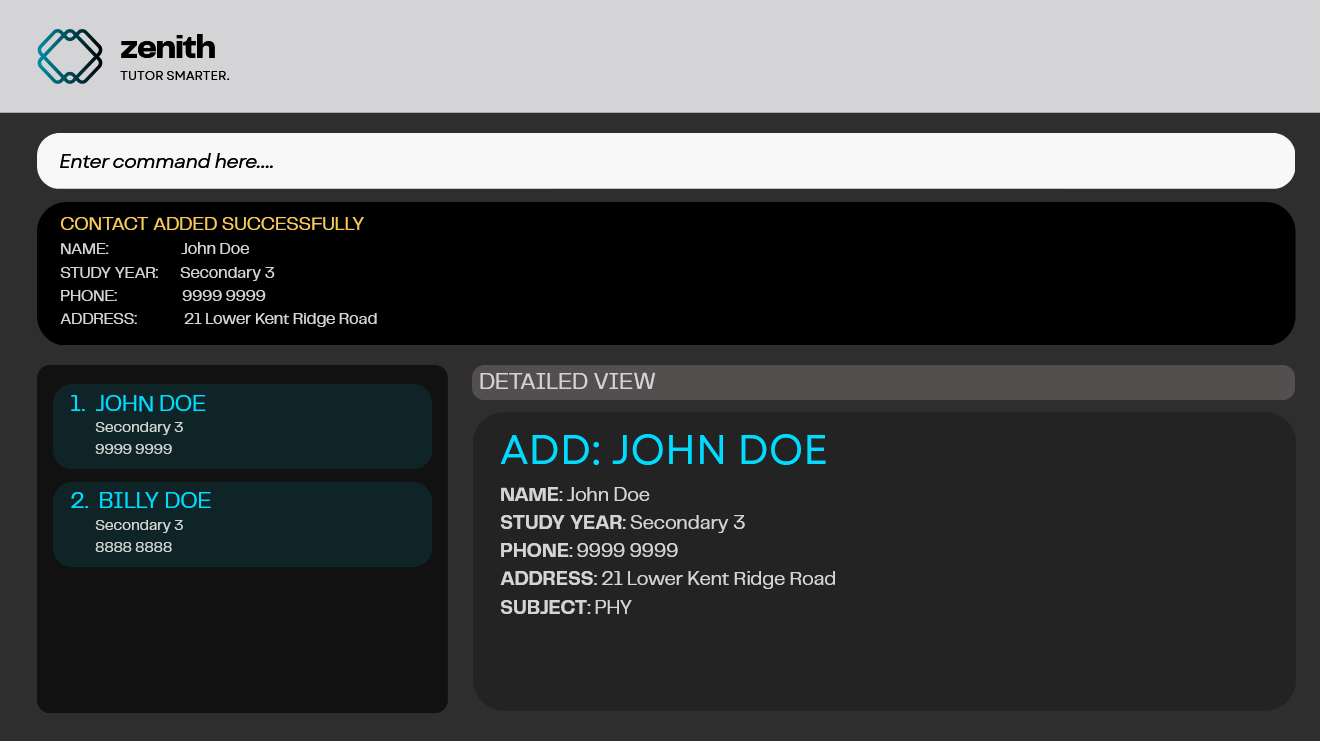 zenith
TUTOR SMARTER.
Enter command here....
CONTACT ADDED SUCCESSFULLY
NAME: John Doe
STUDY YEAR: Secondary 3
PHONE: 9999 9999
ADDRESS: 21 Lower Kent Ridge Road
1. JOHN DOE
Secondary 3
9999 9999
2. BILLY DOE
Secondary 3
8888 8888
DETAILED VIEW
ADD: JOHN DOE
NAME: John Doe
STUDY YEAR: Secondary 3
PHONE: 9999 9999
ADDRESS: 21 Lower Kent Ridge Road
SUBJECT: PHY